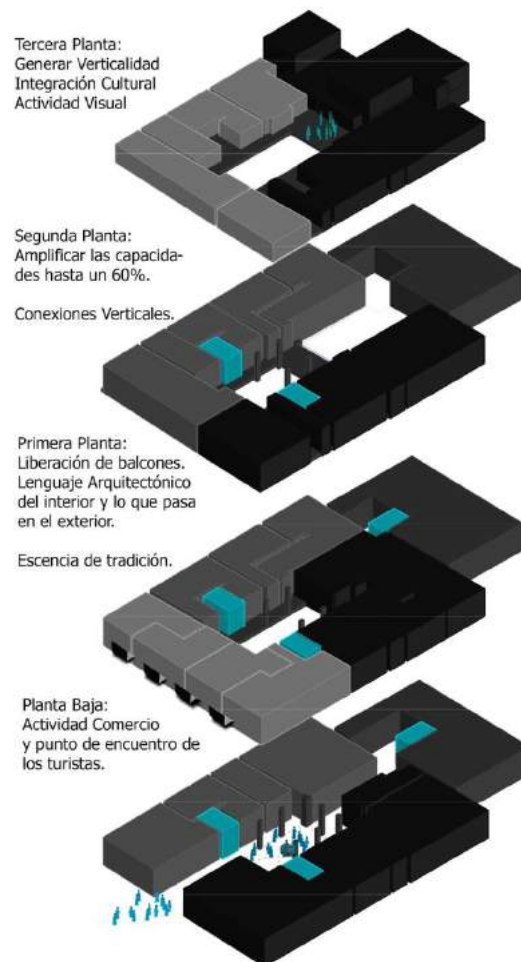 Tercera Planta:
Generar Verticalidad
Integración Cultural
Actividad Visual
Segunda Planta:
Amplificar las capacida-
des hasta un 60%.
Conexiones Verticales.
Primera Planta:
Liberación de balcones.
Lenguaje Arquitectónico
del interior y lo que pasa
en el exterior.
Escencia de tradición.
Planta Baja:
Actividad Comercio
y punto de encuentro de
los turistas.